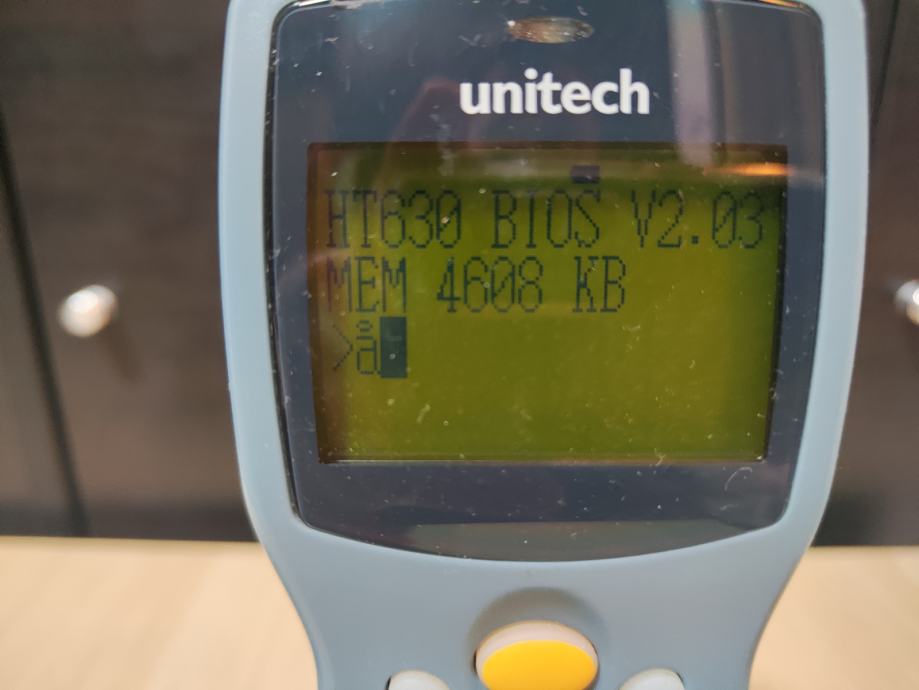 unitech
HT630 BIOS V2.03
MEM 4608 KB
>å